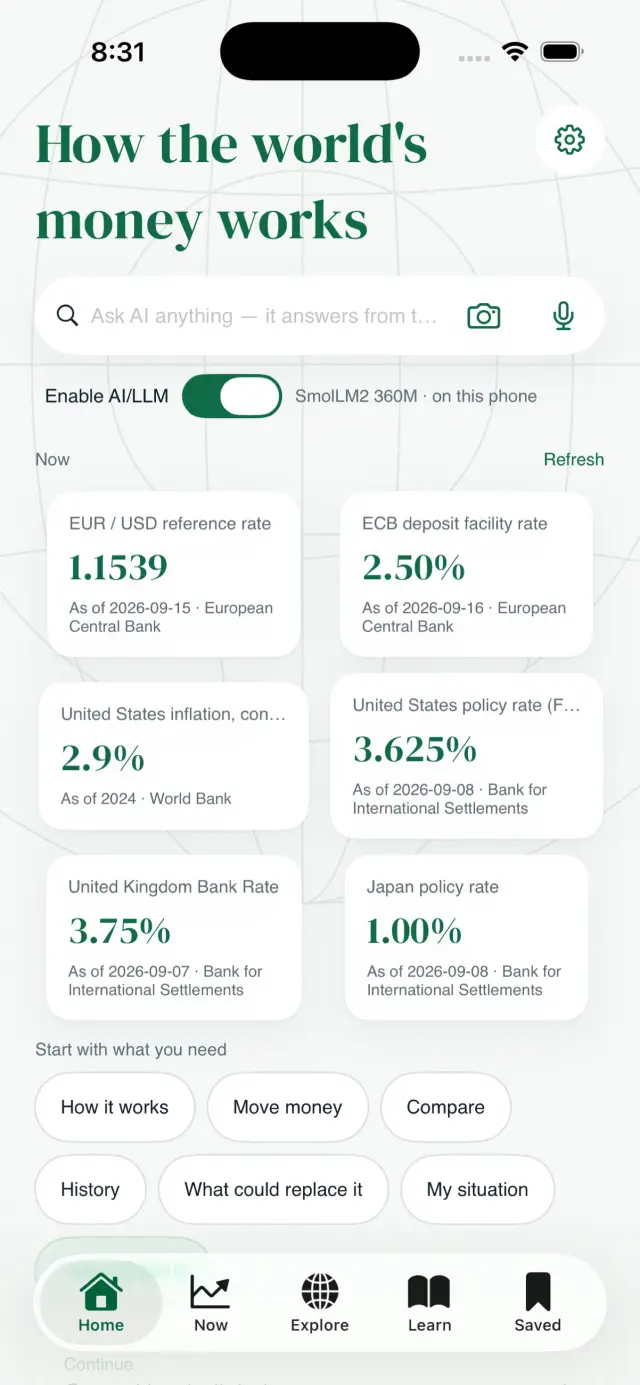 8:31
How the world's
money works
Ask AI anything — it answers from t…
Enable AI/LLM
SmolLM2 360M · on this phone
Now
Refresh
EUR / USD reference rate
1.1539
As of 2026-09-15 · European
Central Bank
ECB deposit facility rate
2.50%
As of 2026-09-16 · European
Central Bank
United States inflation, con…
2.9%
As of 2024 · World Bank
United States policy rate (F…
3.625%
As of 2026-09-08 · Bank for
International Settlements
United Kingdom Bank Rate
3.75%
As of 2026-09-07 · Bank for
International Settlements
Japan policy rate
1.00%
As of 2026-09-08 · Bank for
International Settlements
Start with what you need
How it works
Move money
Compare
History
What could replace it
My situation
Home
Now
Explore
Learn
Saved
Continue